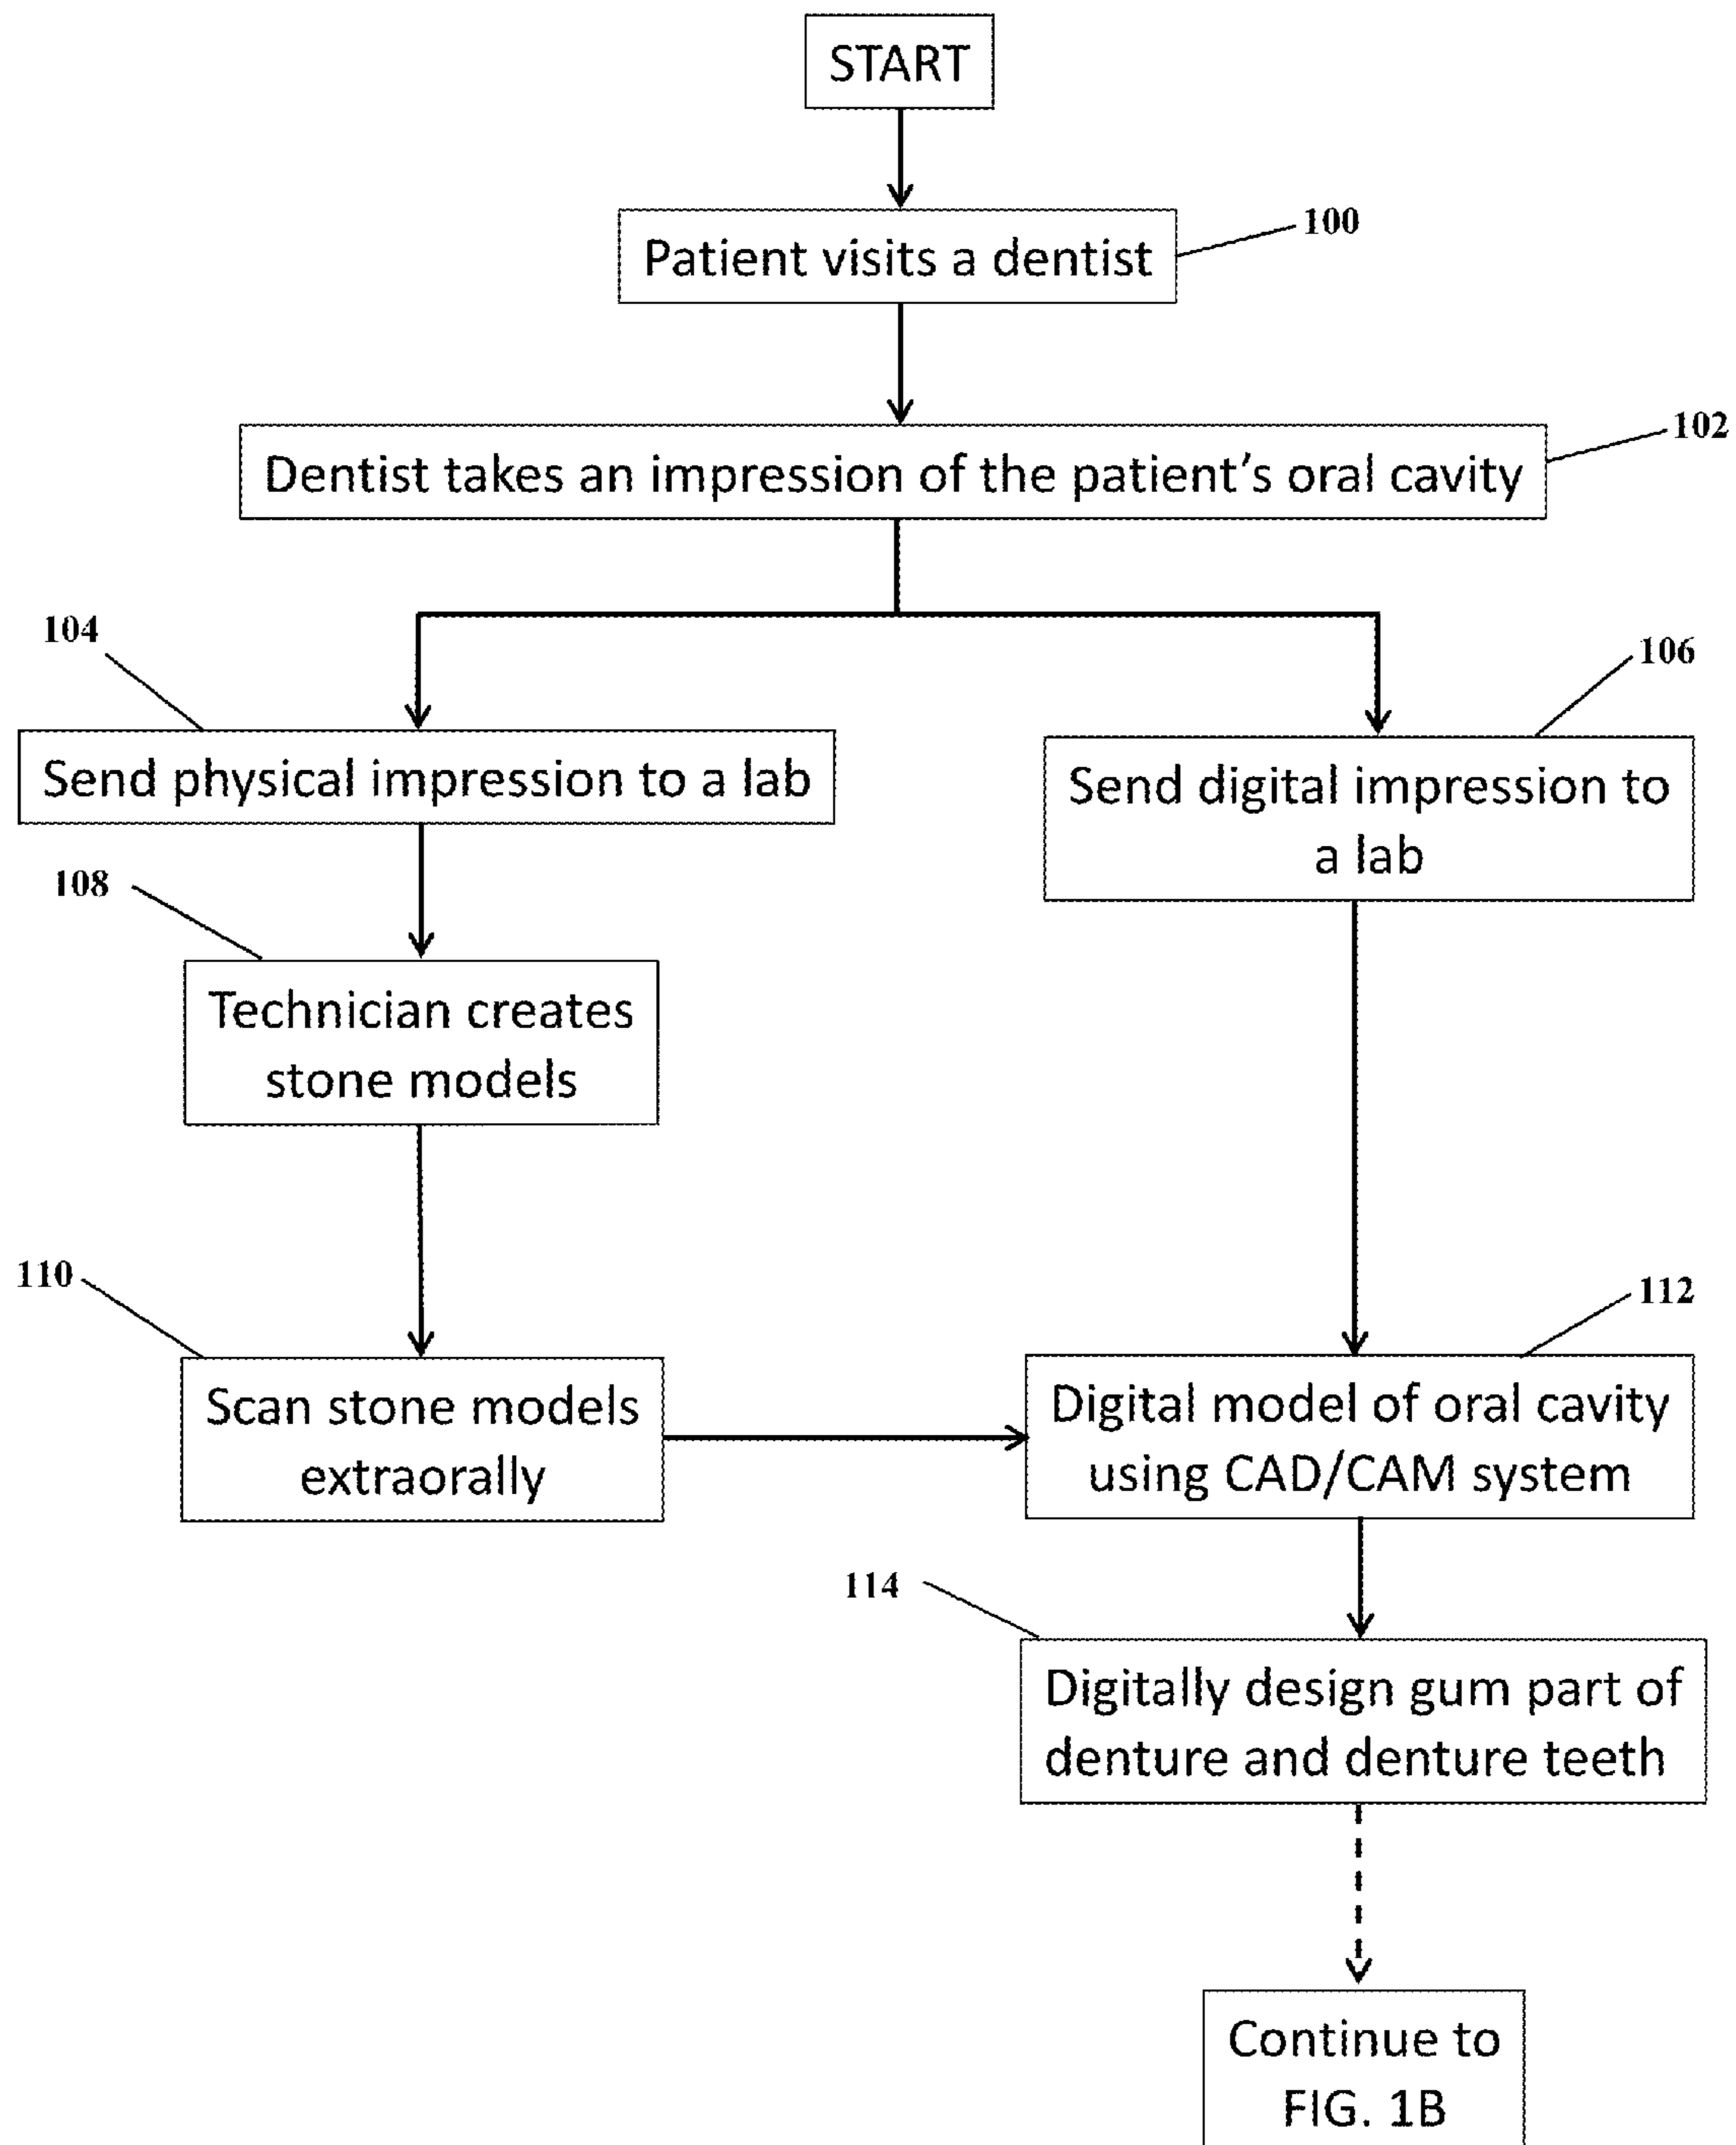 START
100
Patient visits a dentist
102
Dentist takes an impression of the patient’s oral cavity
104
106
Send physical impression to a lab
Send digital impression to
a lab
108
Technician creates
stone models
110
112
Scan stone models
extraorally
Digital model of oral cavity
using CAD/CAM system
114
Digitally design gum part of
denture and denture teeth
Continue to
FIG. 1B